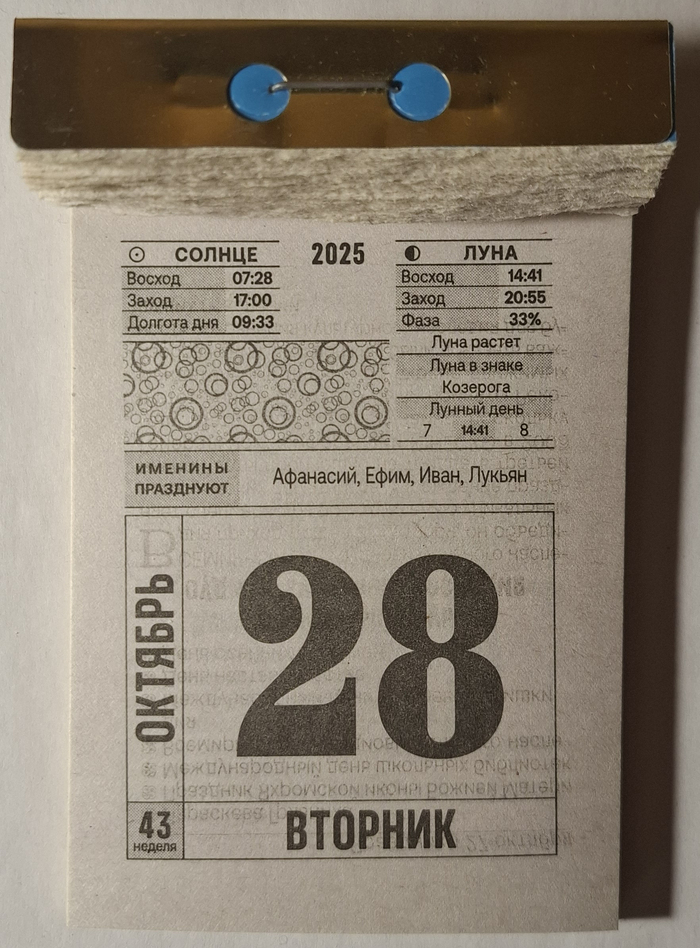 СОЛНЦЕ
Восход 07:28
Заход 17:00
Долгота дня 09:33
2025
ЛУНА
Восход 14:41
Заход 20:55
Фаза 33%
Луна растет
Луна в знаке
Козерога
Лунный день
7 14:41 8
ИМЕНИНЫ
ПРАЗДНУЮТ
Афанасий, Ефим, Иван, Лукьян
ОКТЯБРЬ
28
43
неделя
ВТОРНИК